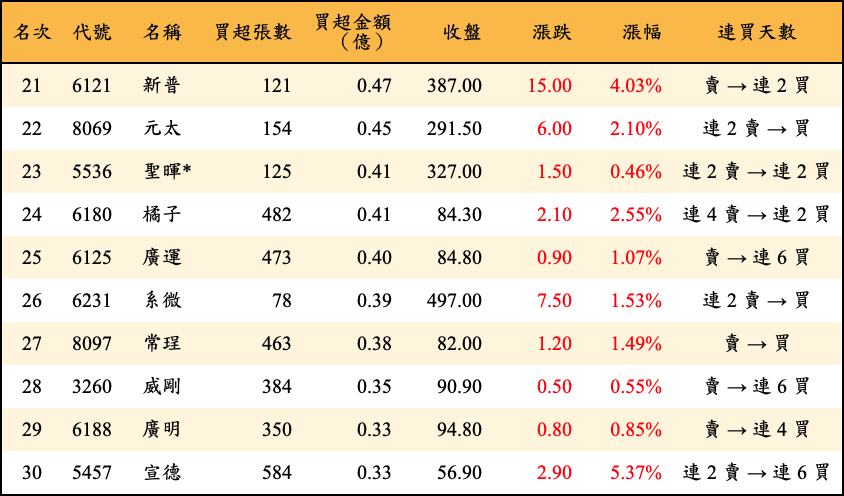 名次 代號 名稱 買超張數 買超金額（億） 收盤 漲跌 漲幅 連買天數
21 6121 新普 121 0.47 387.00 15.00 4.03% 賣 → 連 2 買
22 8069 元太 154 0.45 291.50 6.00 2.10% 連 2 賣 → 買
23 5536 聖暉* 125 0.41 327.00 1.50 0.46% 連 2 賣 → 連 2 買
24 6180 橘子 482 0.41 84.30 2.10 2.55% 連 4 賣 → 連 2 買
25 6125 廣運 473 0.40 84.80 0.90 1.07% 賣 → 連 6 買
26 6231 系微 78 0.39 497.00 7.50 1.53% 連 2 賣 → 買
27 8097 常珵 463 0.38 82.00 1.20 1.49% 賣 → 買
28 3260 威剛 384 0.35 90.90 0.50 0.55% 賣 → 連 6 買
29 6188 廣明 350 0.33 94.80 0.80 0.85% 賣 → 連 4 買
30 5457 宣德 584 0.33 56.90 2.90 5.37% 連 2 賣 → 連 6 買